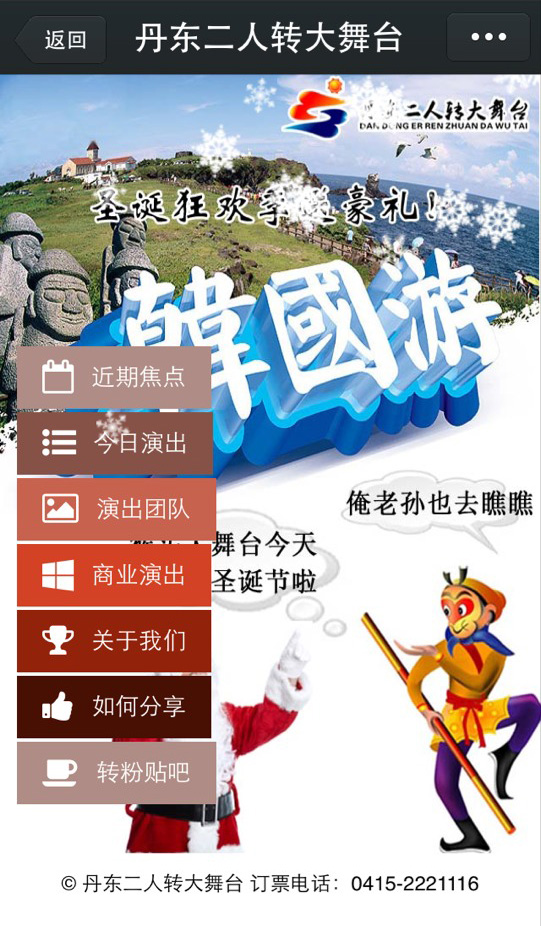 返回
丹东二人转大舞台
丹东二人转大舞台
DAN DONG ER REN ZHUAN DA WU TAI
圣诞狂欢享 豪礼！
韓國游
近期焦点
今日演出
演出团队
商业演出
关于我们
如何分享
转粉贴吧
俺老孙也去瞧瞧
大舞台今天
圣诞节啦
© 丹东二人转大舞台 订票电话：0415-2221116